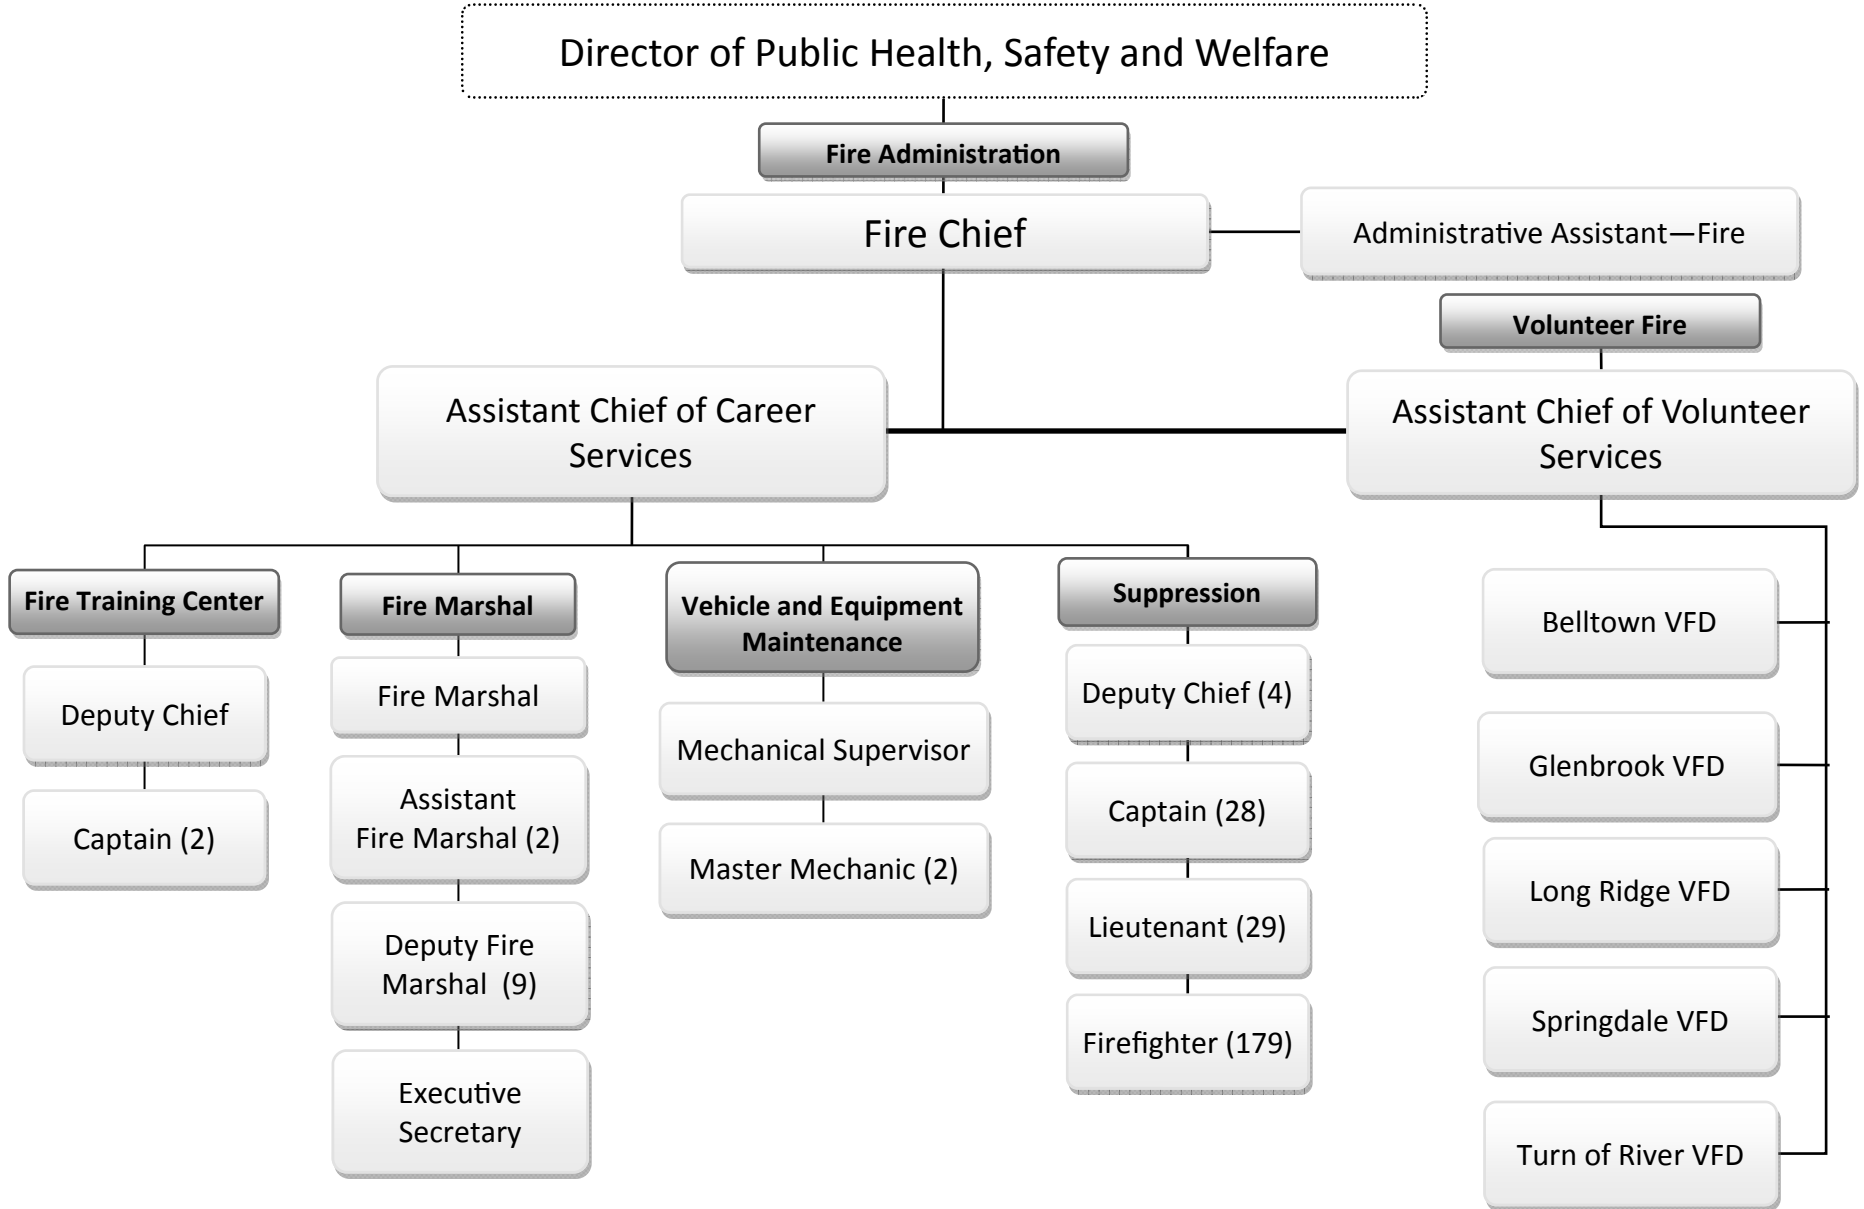 Director of Public Health, Safety and Welfare
Fire Administration
Fire Chief
Administrative Assistant—Fire
Volunteer Fire
Assistant Chief of Career
Services
Assistant Chief of Volunteer
Services
Fire Training Center
Deputy Chief
Captain (2)
Fire Marshal
Fire Marshal
Assistant
Fire Marshal (2)
Deputy Fire
Marshal  (9)
Executive
Secretary
Vehicle and Equipment
Maintenance
Mechanical Supervisor
Master Mechanic (2)
Suppression
Deputy Chief (4)
Captain (28)
Lieutenant (29)
Firefighter (179)
Belltown VFD
Glenbrook VFD
Long Ridge VFD
Springdale VFD
Turn of River VFD